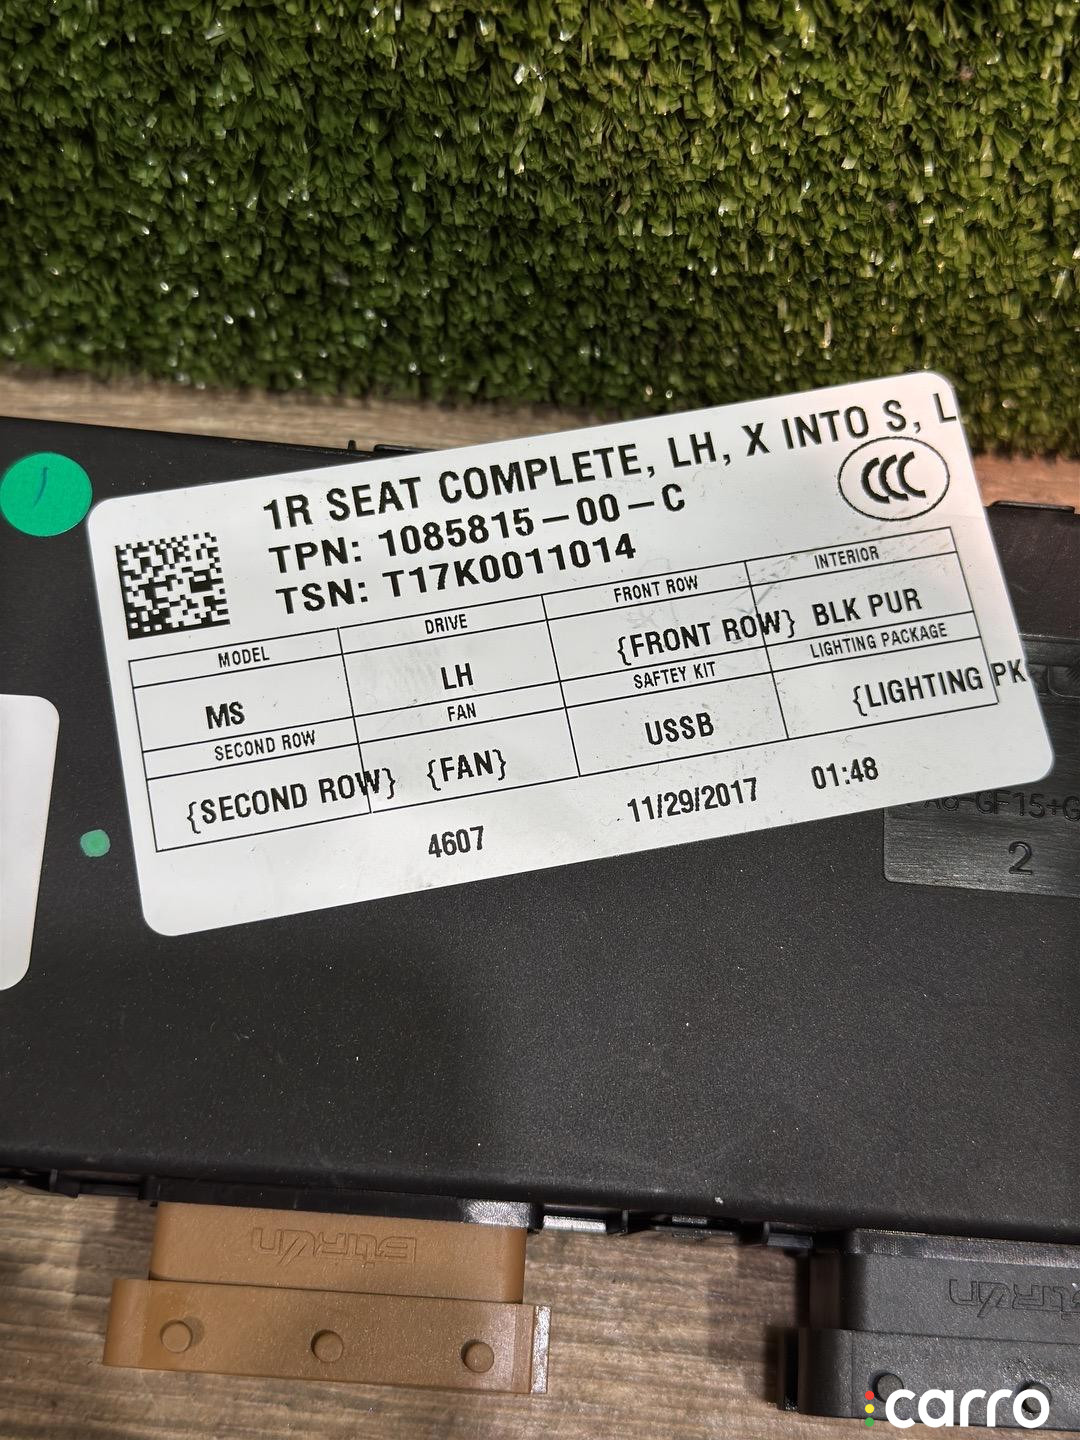 1R SEAT COMPLETE, LH, X INTO S, L
CCC
TPN: 1085815-00-C
TSN: T17K0011014
MODEL DRIVE FRONT ROW INTERIOR
MS LH {FRONT ROW} BLK PUR
SECOND ROW FAN SAFTEY KIT LIGHTING PACKAGE
{SECOND ROW} {FAN} USSB {LIGHTING PK
4607 11/29/2017 01:48
GF15+G
2
carro